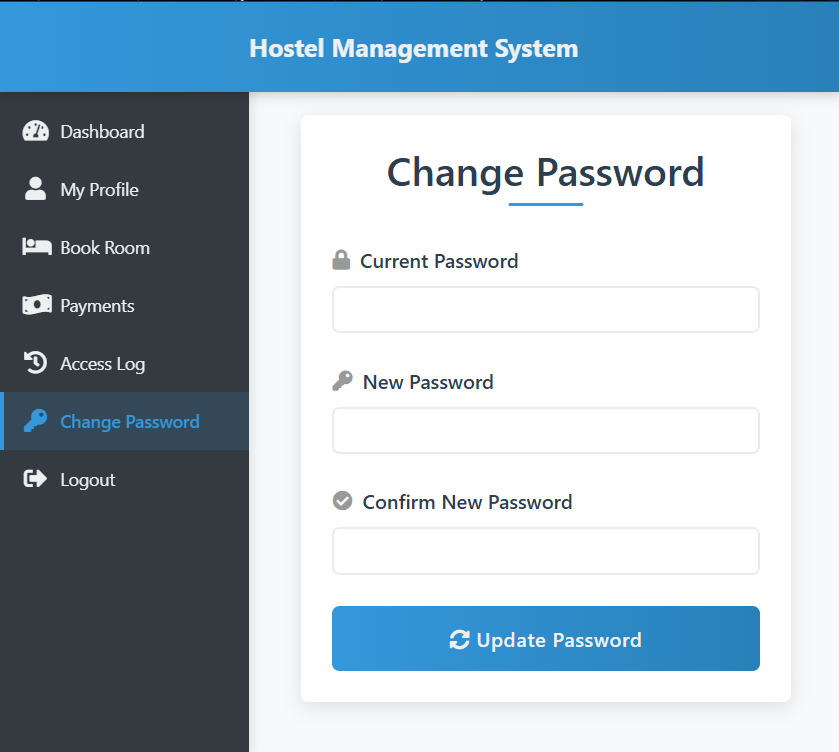 Hostel Management System
Dashboard
My Profile
Book Room
Payments
Access Log
Change Password
Logout
Change Password
Current Password
New Password
Confirm New Password
Update Password